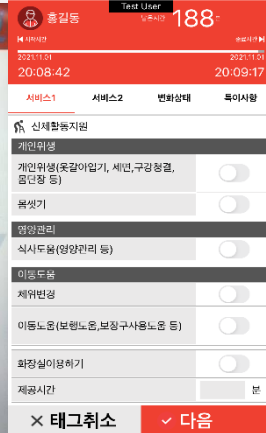 Test User
홍길동
188
시작시간
종료시간
2021.11.01
2021.11.01
20:08:42
20:09:17
서비스1 서비스2 변화상태 특이사항
신체활동지원
개인위생
개인위생(옷갈아입기, 세면,구강청결,
몸단장 등)
몸씻기
영양관리
식사도움(영양관리 등)
이동도움
체위변경
이동도움(보행도움,보장구사용도움 등)
화장실이용하기
제공시간 분
× 태그취소 ✓ 다음